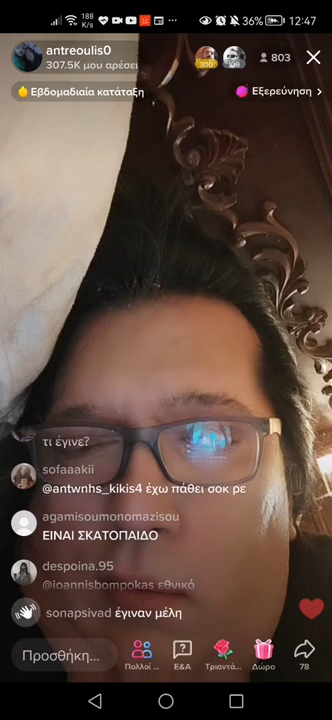 188
K/s
36%
12:47
antreoulis0
307.5K μου αρέσει
300
803
Εβδομαδιαία κατάταξη
Εξερεύνηση
τι έγινε?
sofaaakii
@antwnhs_kikis4 έχω πάθει σοκ ρε
agamisoumonomazisou
ΕΙΝΑΙ ΣΚΑΤΟΠΑΙΔΟ
despoina.95
@ioannisbompokas εθνικό
sonapsivad έγιναν μέλη
Προσθήκη...
Πολλοί ...
Ε&Α
Τριαντά...
Δώρο
78